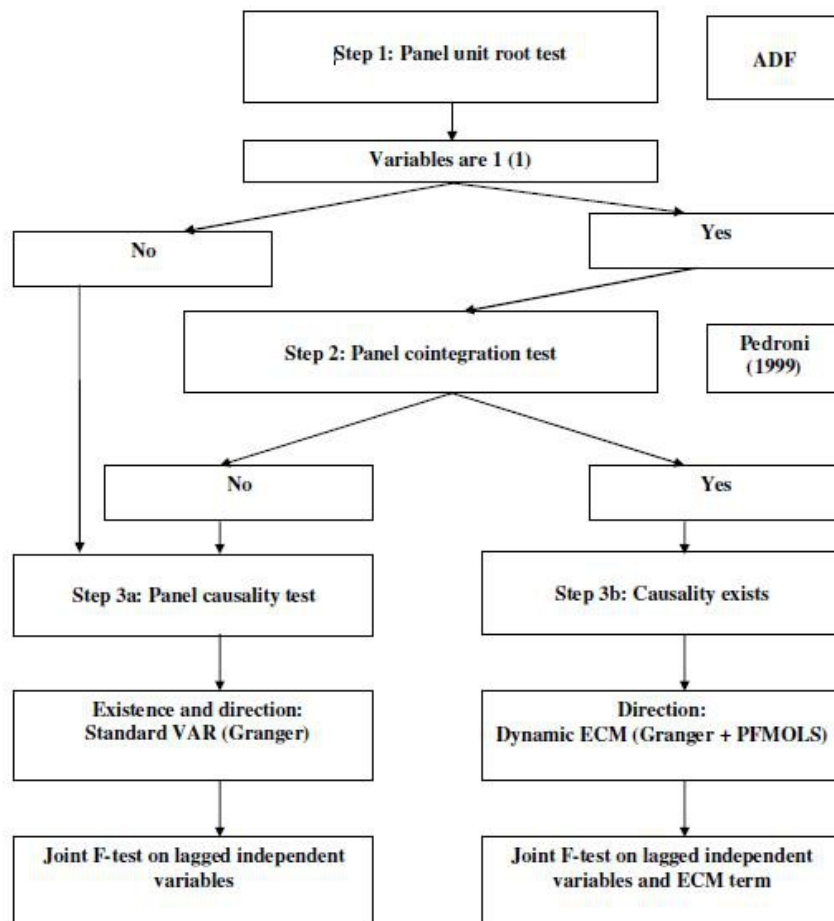 Step 1: Panel unit root test
ADF
Variables are 1 (1)
No
Yes
Step 2: Panel cointegration test
Pedroni
(1999)
No
Yes
Step 3a: Panel causality test
Step 3b: Causality exists
Existence and direction:
Standard VAR (Granger)
Direction:
Dynamic ECM (Granger + PFMOLS)
Joint F-test on lagged independent
variables
Joint F-test on lagged independent
variables and ECM term